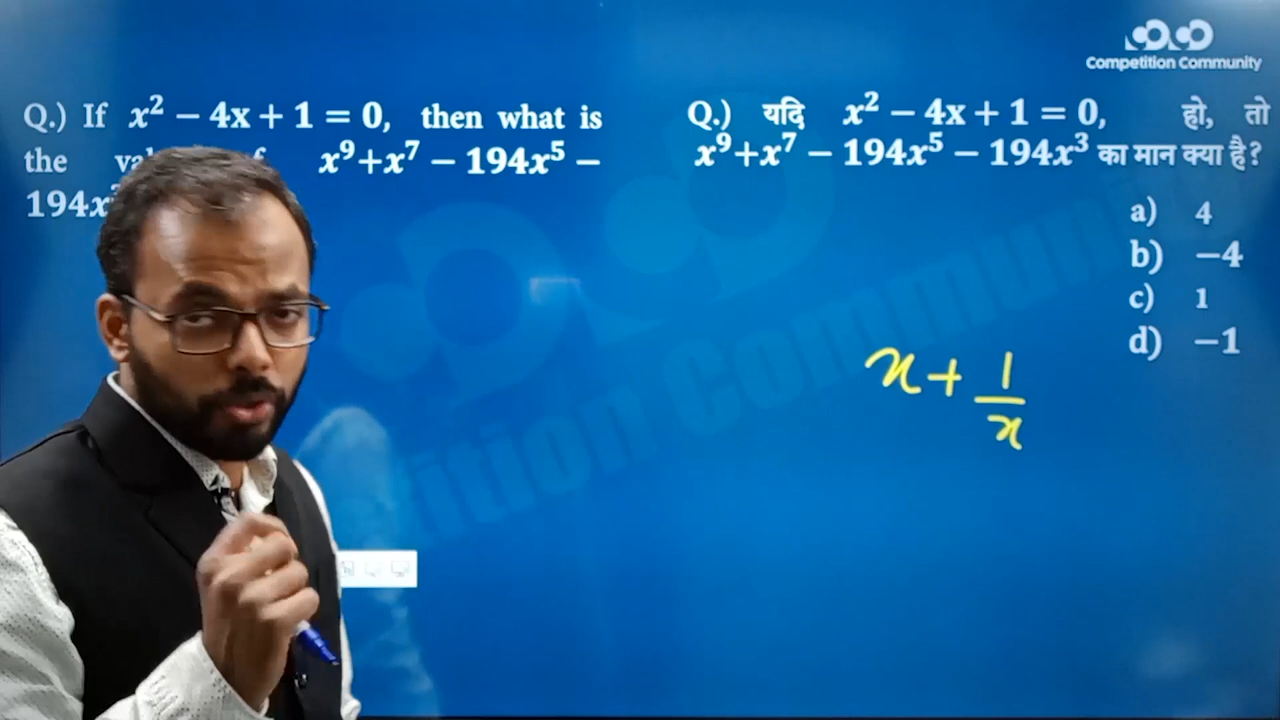 Competition Community
Q.) If x² − 4x + 1 = 0, then what is
the x⁹+x⁷ − 194x⁵ −
194x
Q.) यदि x² − 4x + 1 = 0, हो, तो
x⁹+x⁷ − 194x⁵ − 194x³ का मान क्या है?
a) 4
b) −4
c) 1
d) −1
x + 1/x